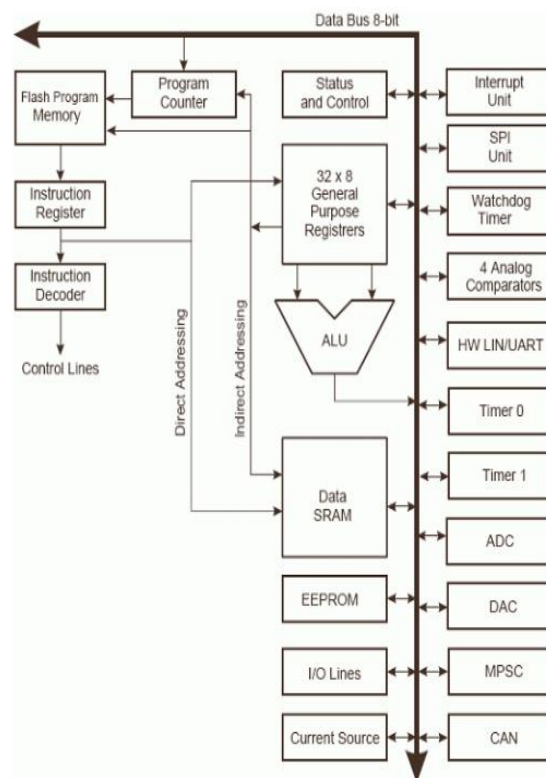 Data Bus 8-bit
Flash Program
Memory
Program
Counter
Status
and Control
Interrupt
Unit
SPI
Unit
Instruction
Register
32 x 8
General
Purpose
Registrers
Watchdog
Timer
Instruction
Decoder
4 Analog
Comparators
Control Lines
Direct Addressing
Indirect Addressing
ALU
HW LIN/UART
Timer 0
Data
SRAM
Timer 1
ADC
EEPROM
DAC
I/O Lines
MPSC
Current Source
CAN